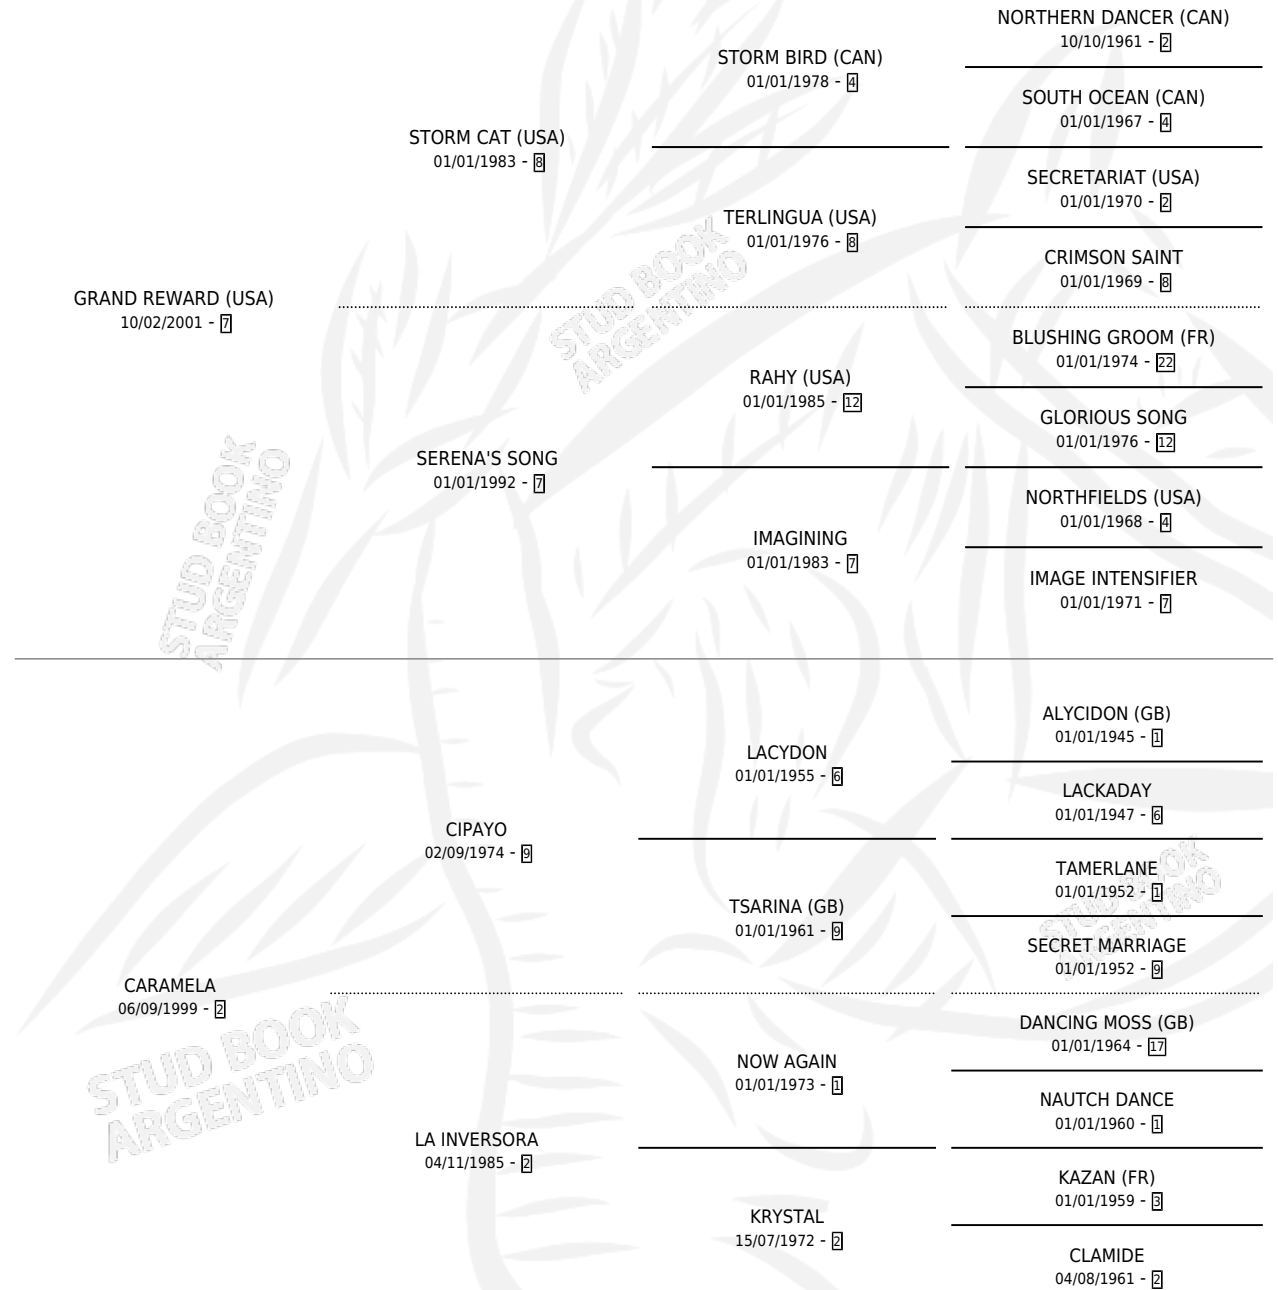 NORTHERN DANCER (CAN)
10/10/1961 - 2
STORM BIRD (CAN)
01/01/1978 - 4
SOUTH OCEAN (CAN)
01/01/1967 - 4
STORM CAT (USA)
01/01/1983 - 8
SECRETARIAT (USA)
01/01/1970 - 2
TERLINGUA (USA)
01/01/1976 - 8
CRIMSON SAINT
01/01/1969 - 8
GRAND REWARD (USA)
10/02/2001 - 7
BLUSHING GROOM (FR)
01/01/1974 - 22
RAHY (USA)
01/01/1985 - 12
GLORIOUS SONG
01/01/1976 - 12
SERENA'S SONG
01/01/1992 - 7
NORTHFIELDS (USA)
01/01/1968 - 4
IMAGINING
01/01/1983 - 7
IMAGE INTENSIFIER
01/01/1971 - 7
ALYCIDON (GB)
01/01/1945 - 1
LACYDON
01/01/1955 - 6
LACKADAY
01/01/1947 - 6
CIPAYO
02/09/1974 - 9
TAMERLANE
01/01/1952 - 1
TSARINA (GB)
01/01/1961 - 9
SECRET MARRIAGE
01/01/1952 - 9
CARAMELA
06/09/1999 - 2
DANCING MOSS (GB)
01/01/1964 - 17
NOW AGAIN
01/01/1973 - 1
NAUTCH DANCE
01/01/1960 - 1
LA INVERSORA
04/11/1985 - 2
KAZAN (FR)
01/01/1959 - 3
KRYSTAL
15/07/1972 - 2
CLAMIDE
04/08/1961 - 2
STUD BOOK
ARGENTINO
STUD BOOK
ARGENTINO
STUD BOOK
ARGENTINO
STUD BOOK
ARGENTINO